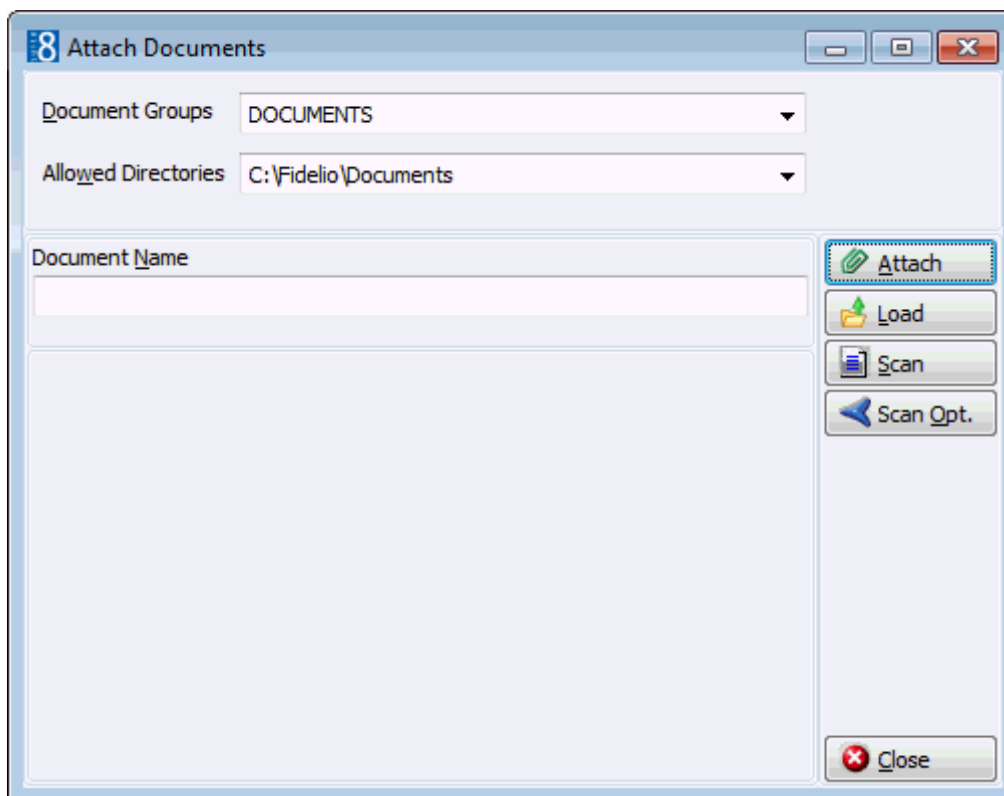 8 Attach Documents
Document Groups DOCUMENTS
Allowed Directories C:\Fidelio\Documents
Document Name
Attach
Load
Scan
Scan Opt.
Close